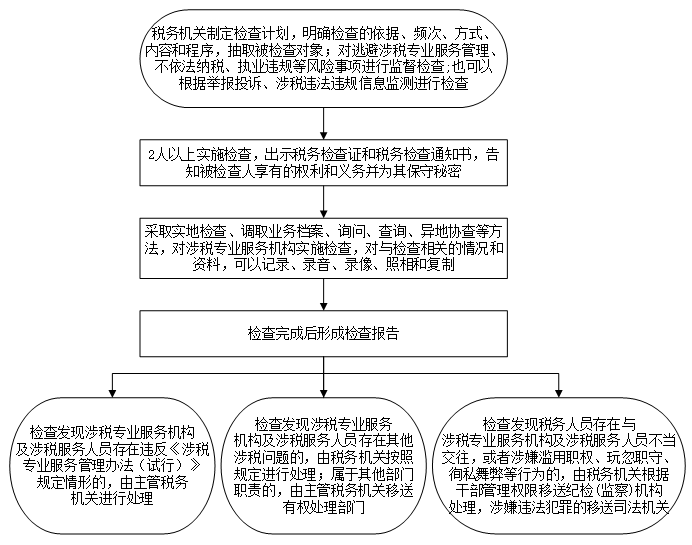 税务机关制定检查计划，明确检查的依据、频次、方式、
内容和程序，抽取被检查对象；对逃避涉税专业服务管理、
不依法纳税、执业违规等风险事项进行监督检查;也可以
根据举报投诉、涉税违法违规信息监测进行检查
2人以上实施检查，出示税务检查证和税务检查通知书，告
知被检查人享有的权利和义务并为其保守秘密
采取实地检查、调取业务档案、询问、查询、异地协查等方
法，对涉税专业服务机构实施检查，对与检查相关的情况和
资料，可以记录、录音、录像、照相和复制
检查完成后形成检查报告
检查发现涉税专业服务机构
及涉税服务人员存在违反《涉税
专业服务管理办法（试行）》
规定情形的，由主管税务
机关进行处理
检查发现涉税专业服务
机构及涉税服务人员存在其他
涉税问题的，由税务机关按照
规定进行处理；属于其他部门
职责的，由主管税务机关移送
有权处理部门
检查发现税务人员存在与
涉税专业服务机构及涉税服务人员不当
交往，或者涉嫌滥用职权、玩忽职守、
徇私舞弊等行为的，由税务机关根据
干部管理权限移送纪检(监察)机构
处理，涉嫌违法犯罪的移送司法机关